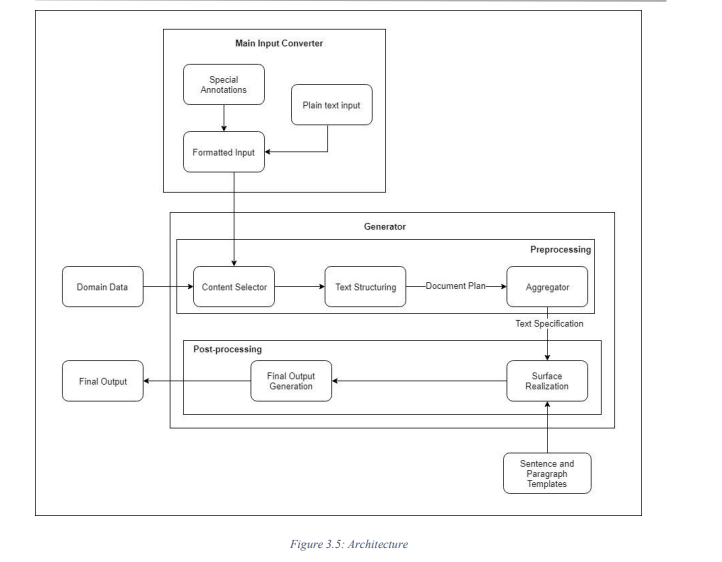 Main Input Converter
Special
Annotations
Plain text input
Formatted Input
Generator
Preprocessing
Domain Data
Content Selector
Text Structuring
Document Plan
Aggregator
Text Specification
Post-processing
Final Output
Final Output
Generation
Surface
Realization
Sentence and
Paragraph
Templates
Figure 3.5: Architecture